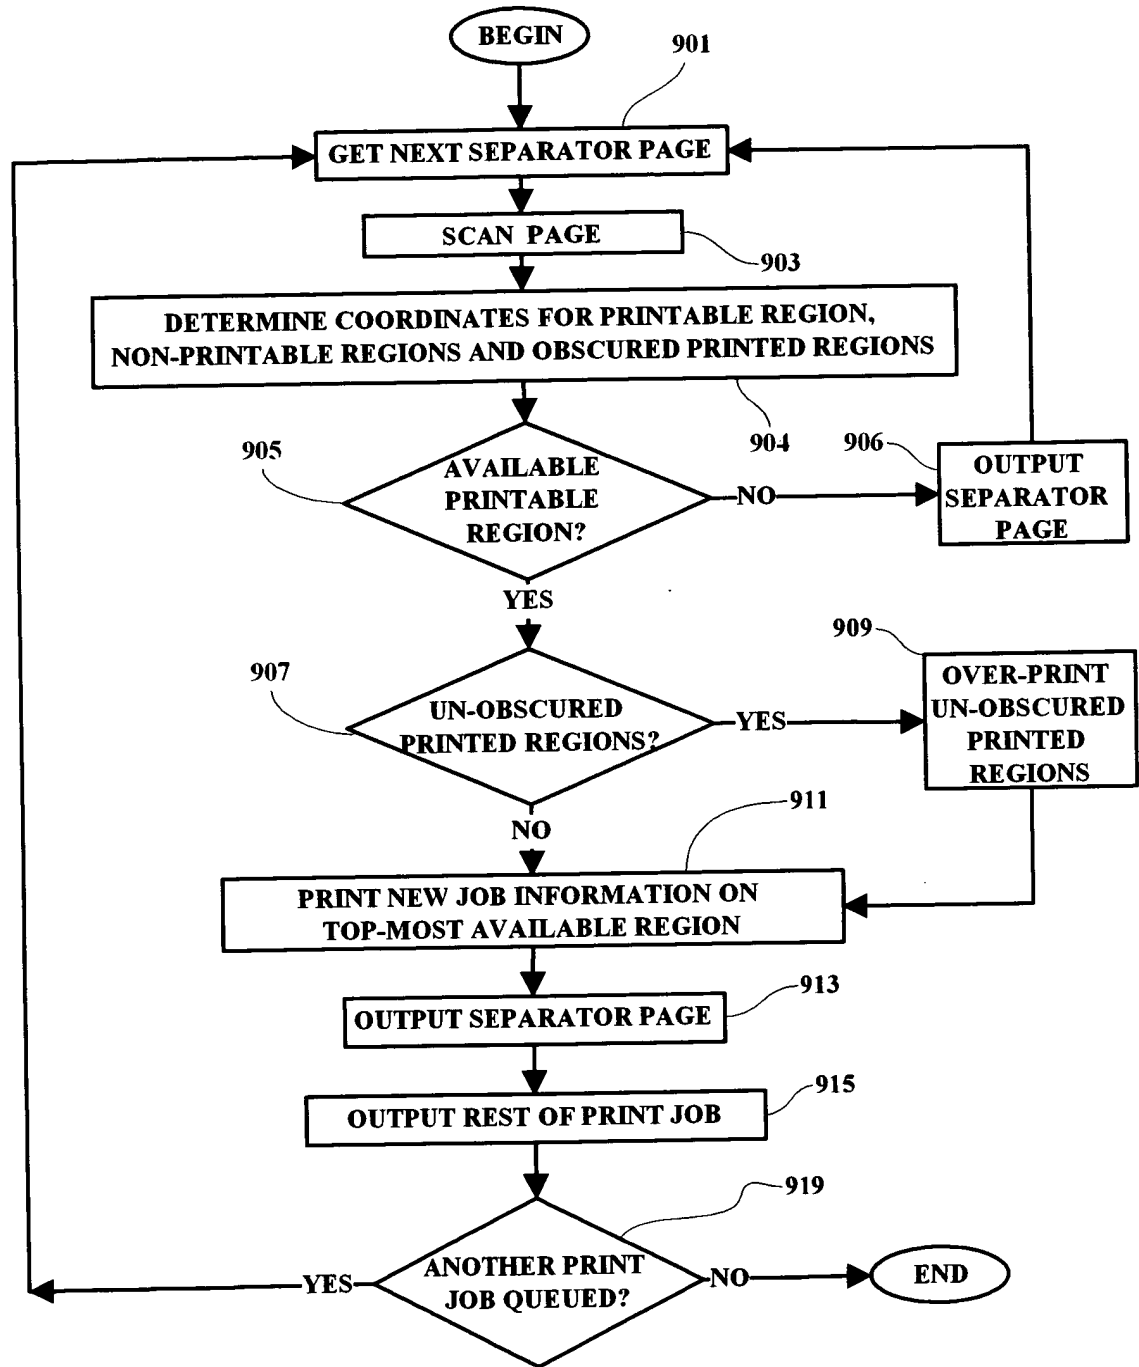 BEGIN
901
GET NEXT SEPARATOR PAGE
SCAN PAGE
903
DETERMINE COORDINATES FOR PRINTABLE REGION,
NON-PRINTABLE REGIONS AND OBSCURED PRINTED REGIONS
904
905
AVAILABLE
PRINTABLE
REGION?
NO
906
OUTPUT
SEPARATOR
PAGE
YES
907
UN-OBSCURED
PRINTED REGIONS?
YES
909
OVER-PRINT
UN-OBSCURED
PRINTED
REGIONS
NO
911
PRINT NEW JOB INFORMATION ON
TOP-MOST AVAILABLE REGION
913
OUTPUT SEPARATOR PAGE
915
OUTPUT REST OF PRINT JOB
919
ANOTHER PRINT
JOB QUEUED?
YES
NO
END